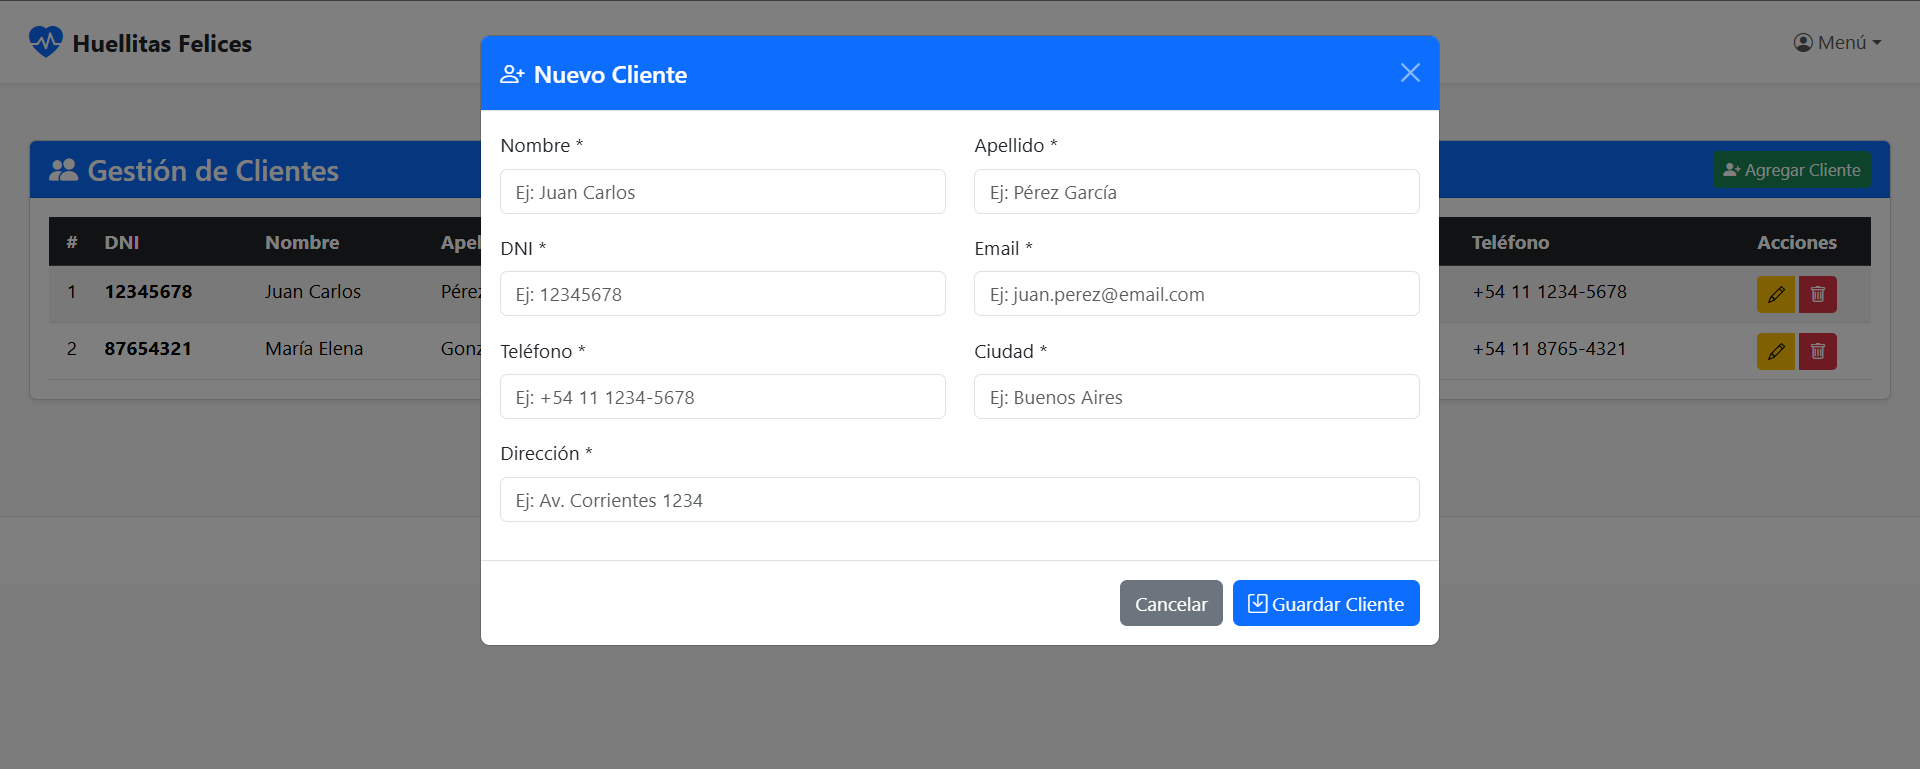 Huellitas Felices
Menú
Nuevo Cliente
Gestión de Clientes
Agregar Cliente
Nombre *
Apellido *
Ej: Juan Carlos
Ej: Pérez García
DNI *
Email *
Ej: 12345678
Ej: juan.perez@email.com
Teléfono *
Ciudad *
Ej: +54 11 1234-5678
Ej: Buenos Aires
Dirección *
Ej: Av. Corrientes 1234
Cancelar
Guardar Cliente
# DNI Nombre Apel Teléfono Acciones
1 12345678 Juan Carlos Pérez +54 11 1234-5678
2 87654321 María Elena Gonz +54 11 8765-4321